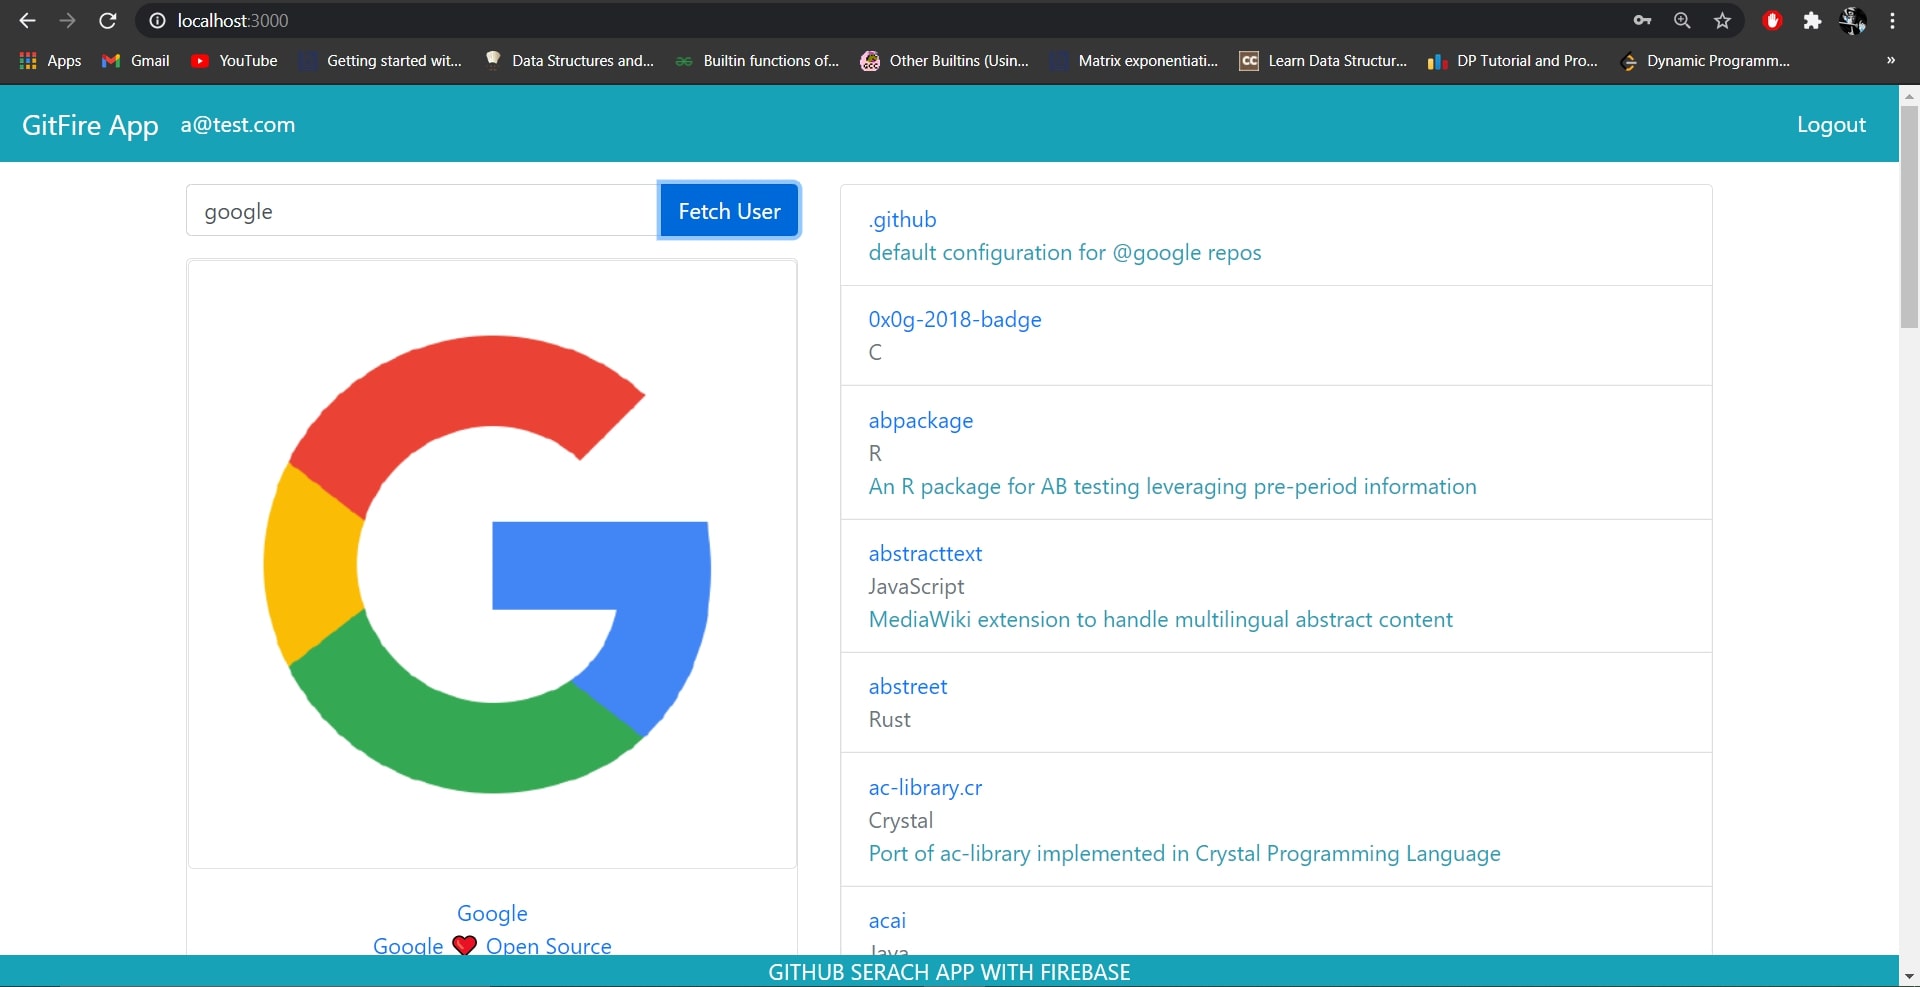 localhost:3000
Apps Gmail YouTube Getting started wit... Data Structures and... Builtin functions of... Other Builtins (Usin... Matrix exponentiati... Learn Data Structur... DP Tutorial and Pro... Dynamic Programm... »
GitFire App a@test.com Logout
google Fetch User
Google
Google ❤️ Open Source
.github
default configuration for @google repos
0x0g-2018-badge
C
abpackage
R
An R package for AB testing leveraging pre-period information
abstracttext
JavaScript
MediaWiki extension to handle multilingual abstract content
abstreet
Rust
ac-library.cr
Crystal
Port of ac-library implemented in Crystal Programming Language
acai
Java
GITHUB SERACH APP WITH FIREBASE